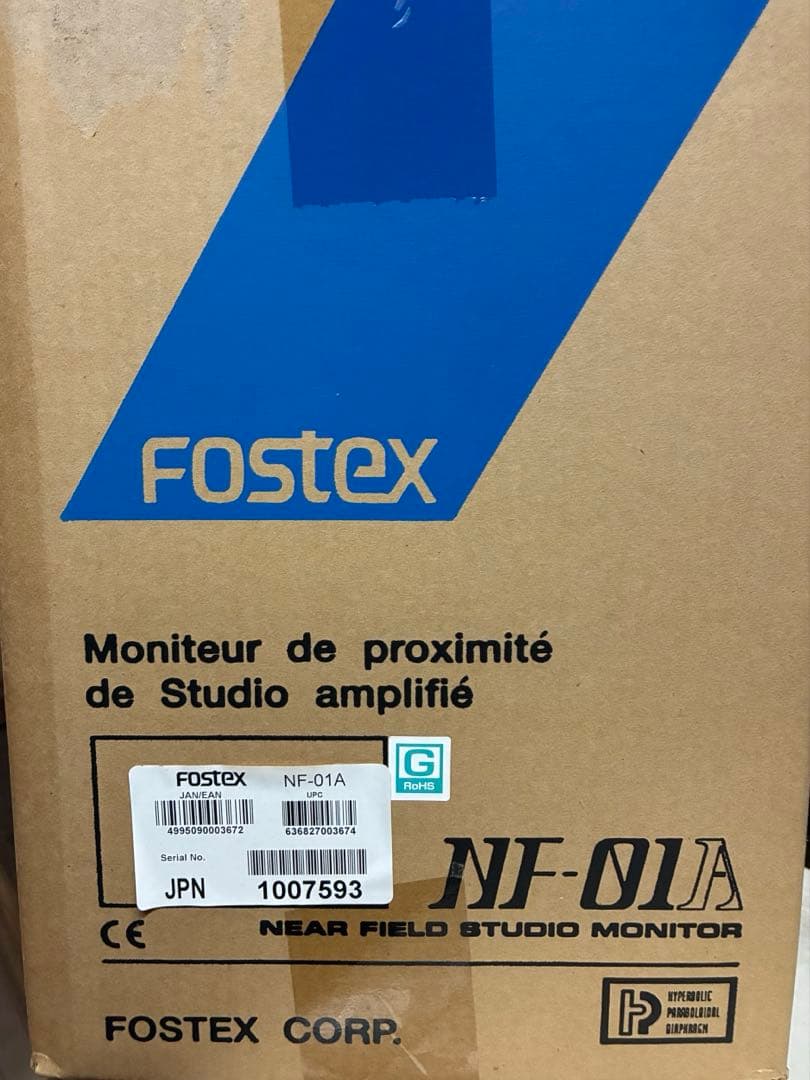 Fostex
Moniteur de proximité
de Studio amplifié
Fostex NF-01A
JAN/EAN UPC
4995090003672 636827003674
Serial No.
JPN 1007593
G
RoHS
NF-01A
CE
NEAR FIELD STUDIO MONITOR
FOSTEX CORP.
HP
HYPERBOLIC
PARABOLOIDAL
DIAPHRAGM